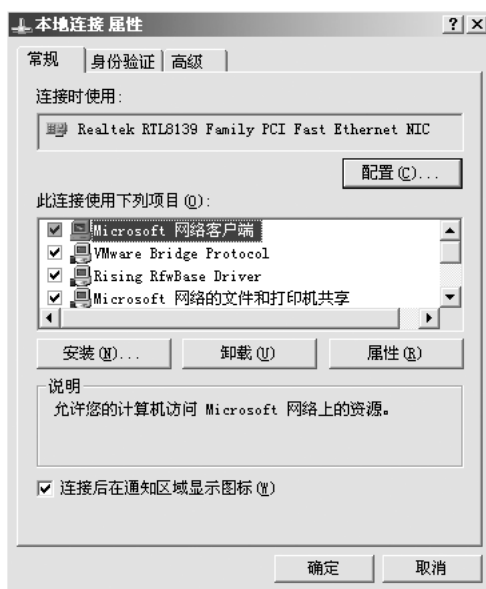 本地连接 属性
常规 身份验证 高级
连接时使用:
Realtek RTL8139 Family PCI Fast Ethernet NIC
配置(C)...
此连接使用下列项目(O):
Microsoft 网络客户端
VMware Bridge Protocol
Rising RfwBase Driver
Microsoft 网络的文件和打印机共享
安装(N)... 卸载(U) 属性(R)
说明
允许您的计算机访问 Microsoft 网络上的资源。
连接后在通知区域显示图标(W)
确定 取消